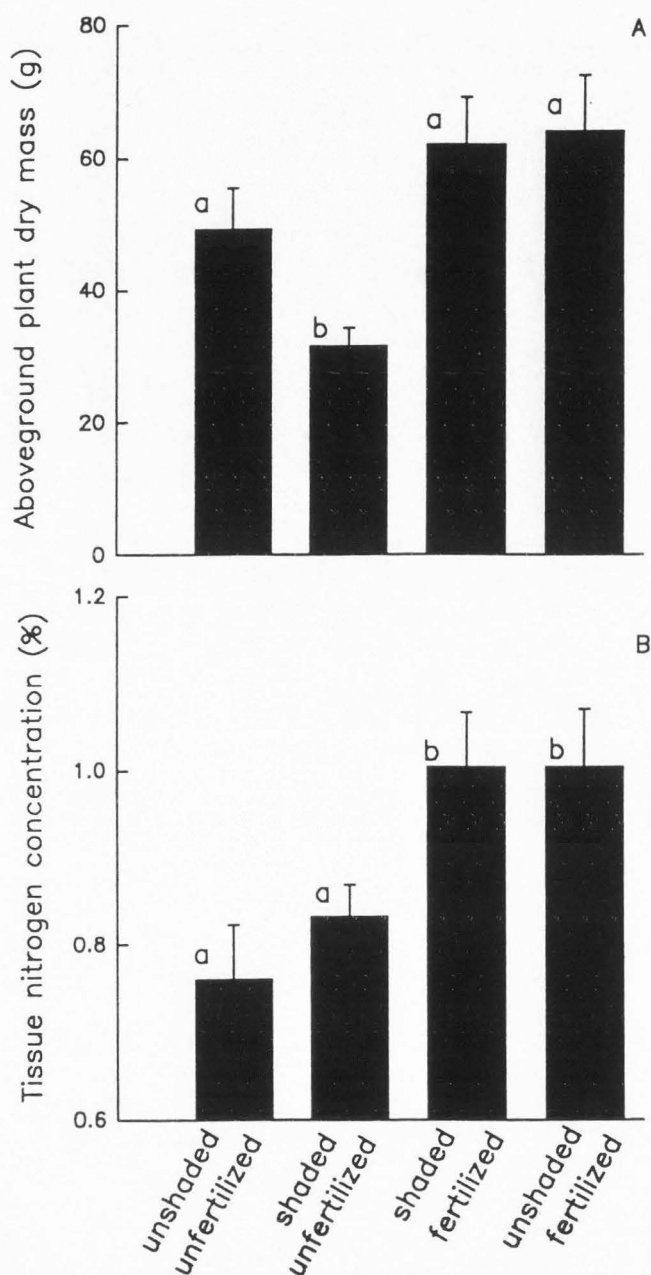 A
Aboveground plant dry mass (g)
80
60
40
20
0
a
b
a
a
B
Tissue nitrogen concentration (%)
1.2
1.0
0.8
0.6
a
a
b
b
unshaded
unfertilized
shaded
unfertilized
shaded
fertilized
unshaded
fertilized